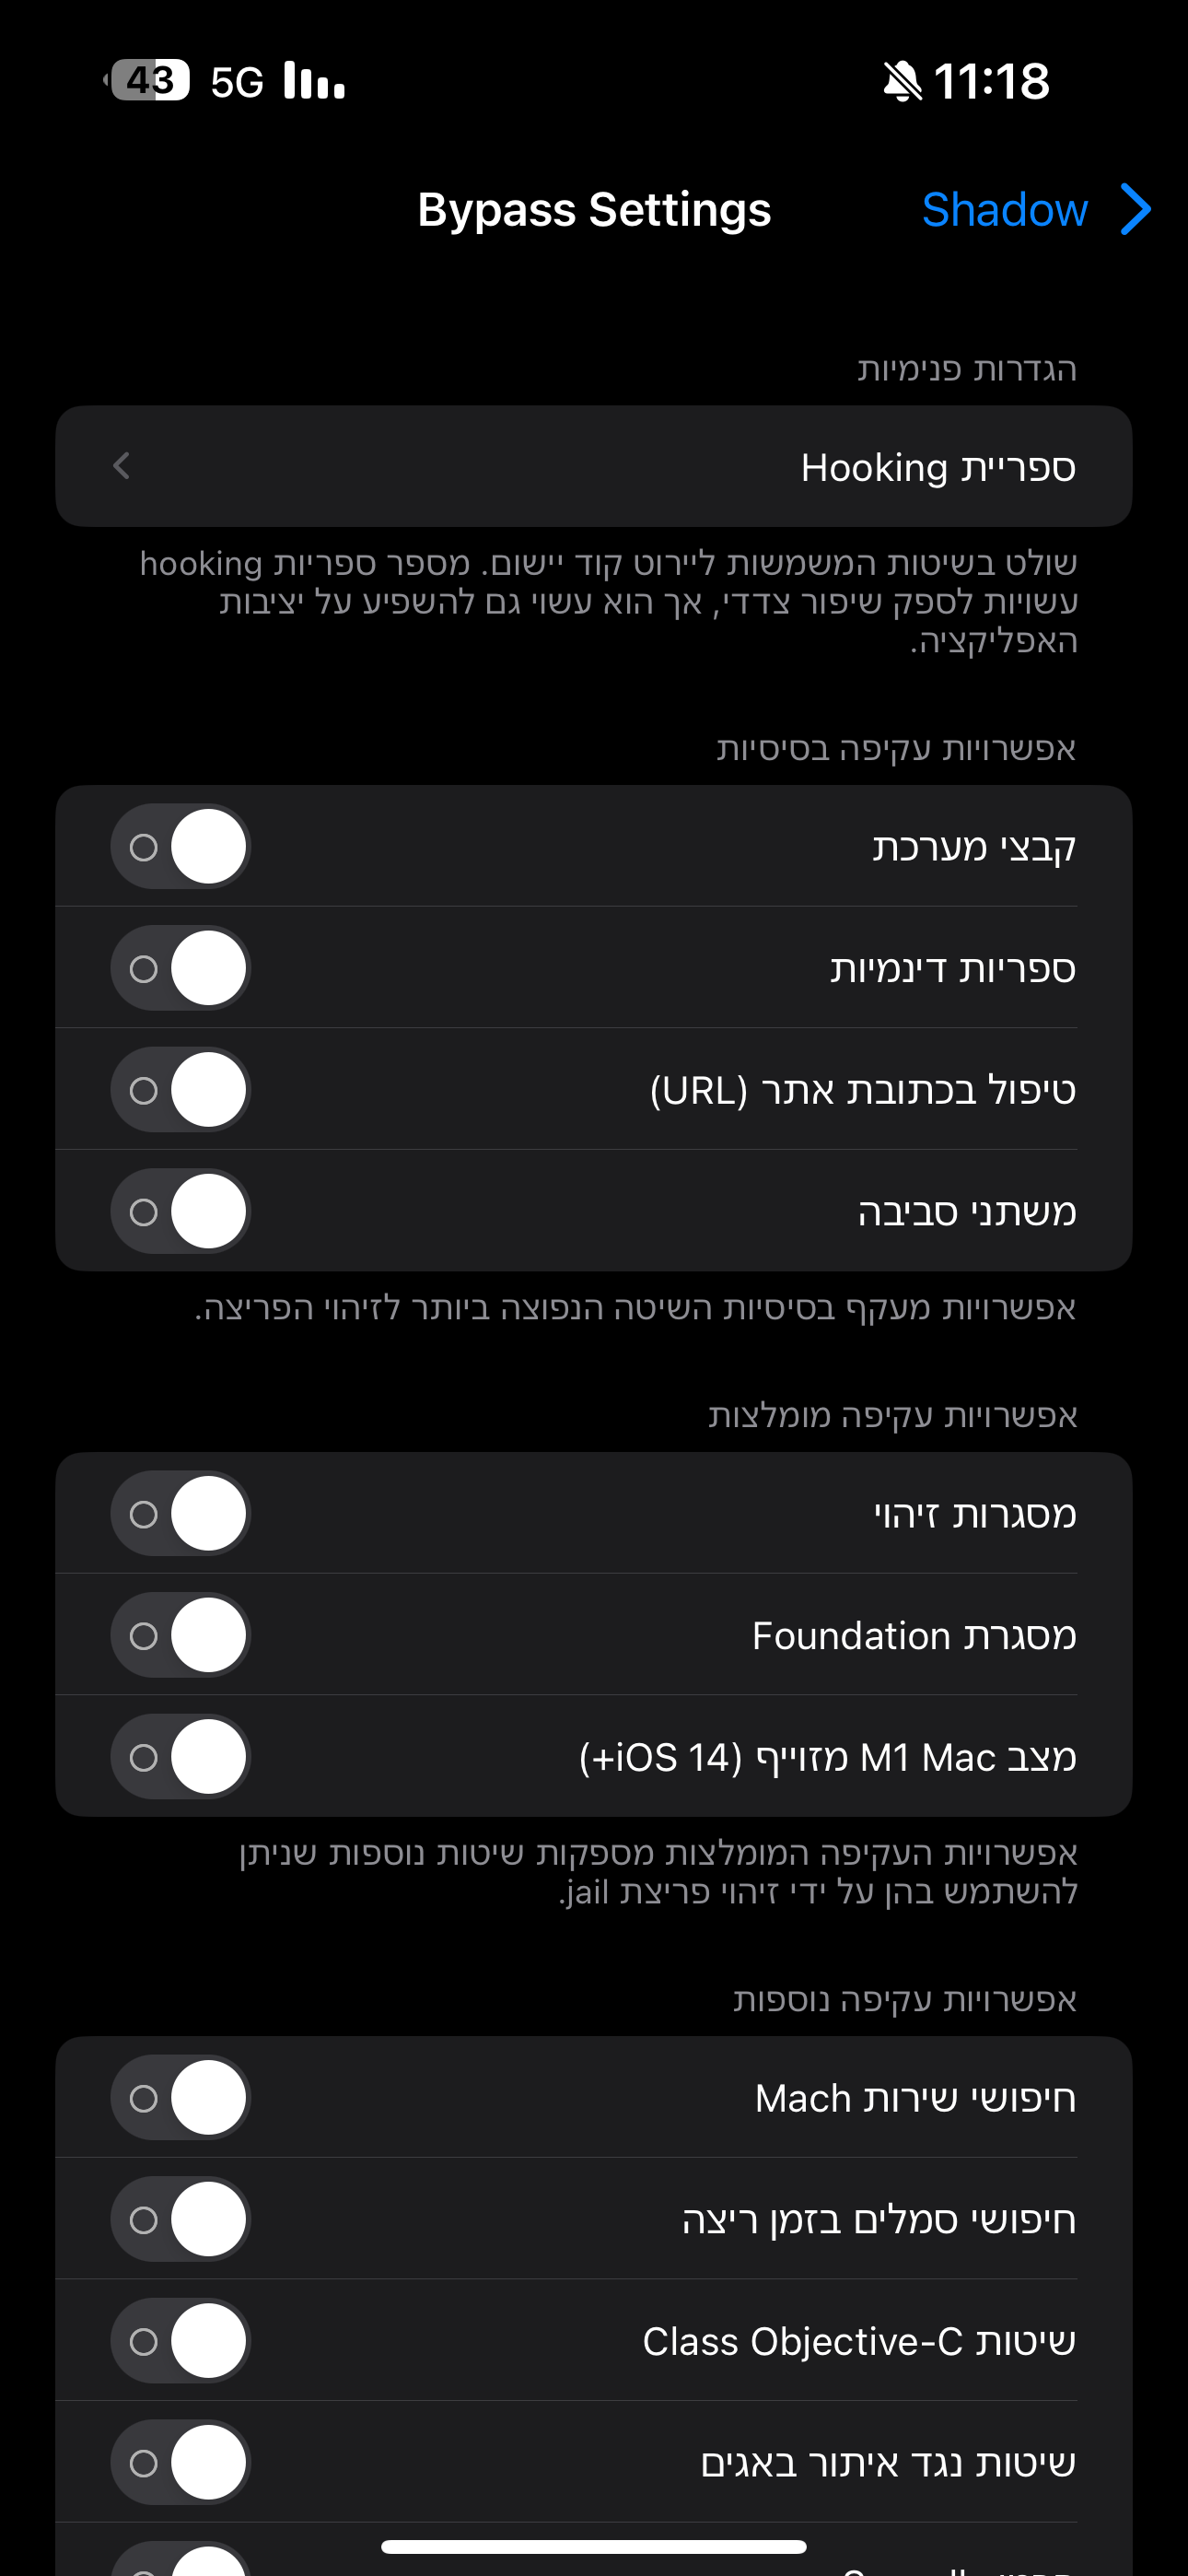 43 5G 11:18
Shadow
Bypass Settings
הגדרות פנימיות
ספריית Hooking
שולט בשיטות המשמשות ליירוט קוד יישום. מספר ספריות hooking
עשויות לספק שיפור צדדי, אך הוא עשוי גם להשפיע על יציבות
האפליקציה.
אפשרויות עקיפה בסיסיות
קבצי מערכת
ספריות דינמיות
טיפול בכתובת אתר (URL)
משתני סביבה
אפשרויות מעקף בסיסיות השיטה הנפוצה ביותר לזיהוי הפריצה.
אפשרויות עקיפה מומלצות
מסגרות זיהוי
מסגרת Foundation
מצב M1 Mac מזוייף (iOS 14+)
אפשרויות העקיפה המומלצות מספקות שיטות נוספות שניתן
להשתמש בהן על ידי זיהוי פריצת jail.
אפשרויות עקיפה נוספות
חיפושי שירות Mach
חיפושי סמלים בזמן ריצה
שיטות Class Objective-C
שיטות נגד איתור באגים